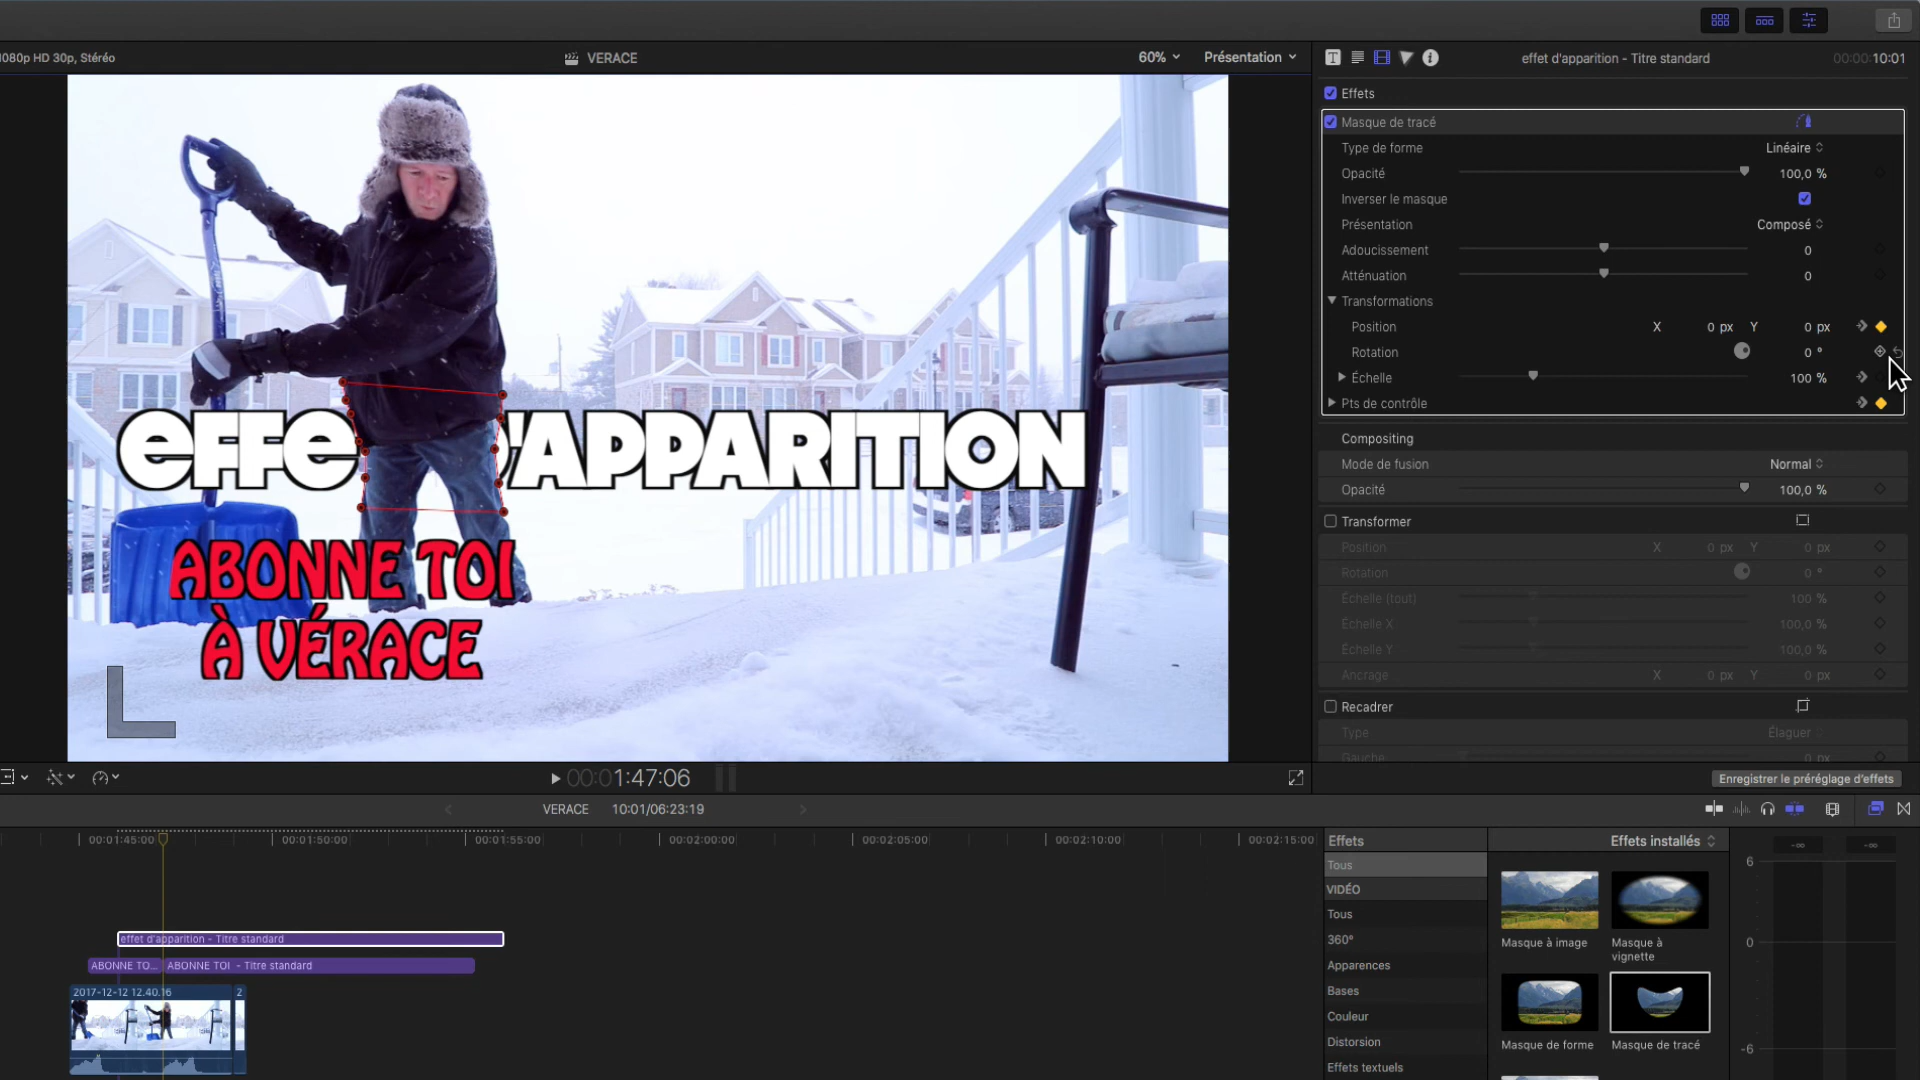 1080p HD 30p, Stéréo
VERACE
60%
Présentation
effet d'apparition - Titre standard
00:00:10:01
Effets
Masque de tracé
Type de forme
Linéaire
Opacité
100,0 %
Inverser le masque
Présentation
Composé
Adoucissement
0
Atténuation
0
Transformations
Position
X 0 px Y 0 px
Rotation
0 °
Échelle
100 %
Pts de contrôle
Compositing
Mode de fusion
Normal
Opacité
100,0 %
Transformer
Position
X 0 px Y 0 px
Rotation
0 °
Échelle (tout)
100 %
Échelle X
100,0 %
Échelle Y
100,0 %
Ancrage
X 0 px Y 0 px
Recadrer
Type
Élaguer
Gauche
0 px
effe 'APPARITION
ABONNE TOI
À VÉRACE
00:01:47:06
Enregistrer le préréglage d'effets
VERACE
10:01/06:23:19
00:01:45:00
00:01:50:00
00:01:55:00
00:02:00:00
00:02:05:00
00:02:10:00
00:02:15:00
effet d'apparition - Titre standard
ABONNE TO...
ABONNE TOI - Titre standard
2017-12-12 12.40.16
2
Effets
Effets installés
Tous
VIDÉO
Tous
360°
Apparences
Bases
Couleur
Distorsion
Effets textuels
Masque à image
Masque à
vignette
Masque de forme
Masque de tracé
-∞
-∞
6
0
-6